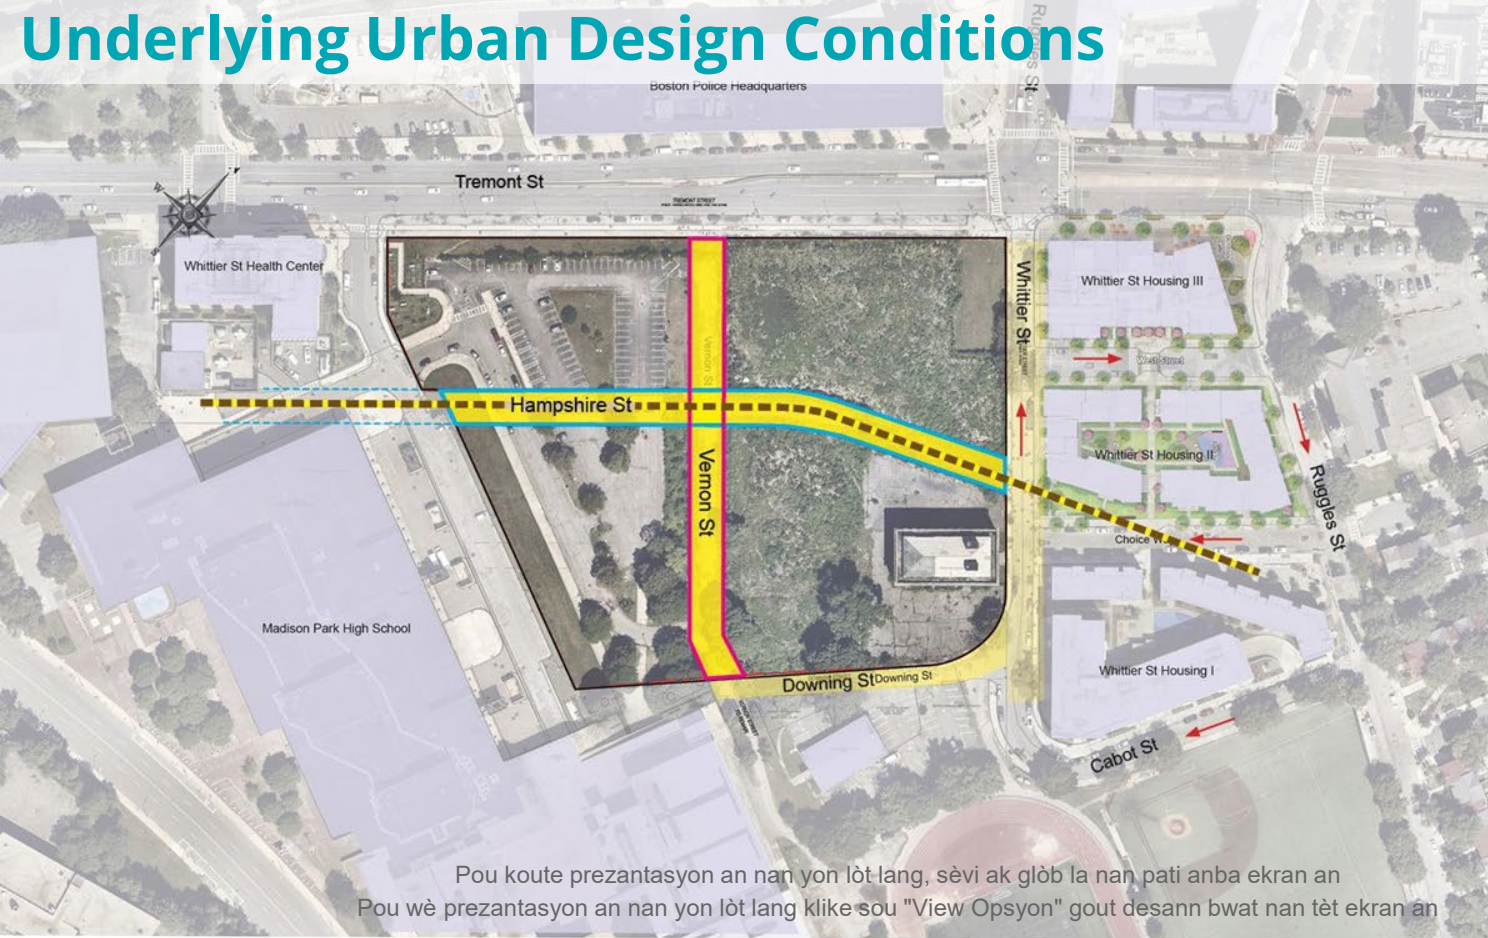 Underlying Urban Design Conditions
Ruggles St
Boston Police Headquarters
Tremont St
TREMONT STREET
W
Whittier St Health Center
Whittier St
Whittier St Housing III
Vernon St
West Street
Hampshire St
Vernon St
Whittier St Housing II
Ruggles St
Choice W
Madison Park High School
Whittier St Housing I
Downing St
Downing St
Cabot St
Pou koute prezantasyon an nan yon lòt lang, sèvi ak glòb la nan pati anba ekran an
Pou wè prezantasyon an nan yon lòt lang klike sou "View Opsyon" gout desann bwat nan tèt ekran an